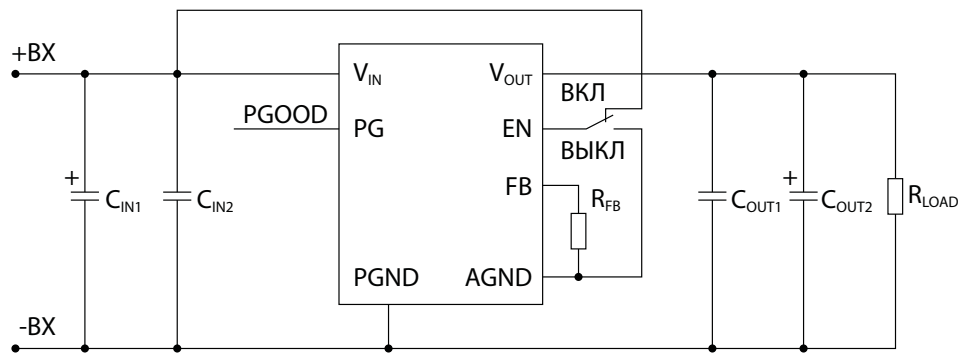 +ВХ
V_IN
V_OUT
ВКЛ
PGOOD
PG
EN
ВЫКЛ
+
C_IN1
C_IN2
FB
R_FB
C_OUT1
+
C_OUT2
R_LOAD
PGND
AGND
-ВХ